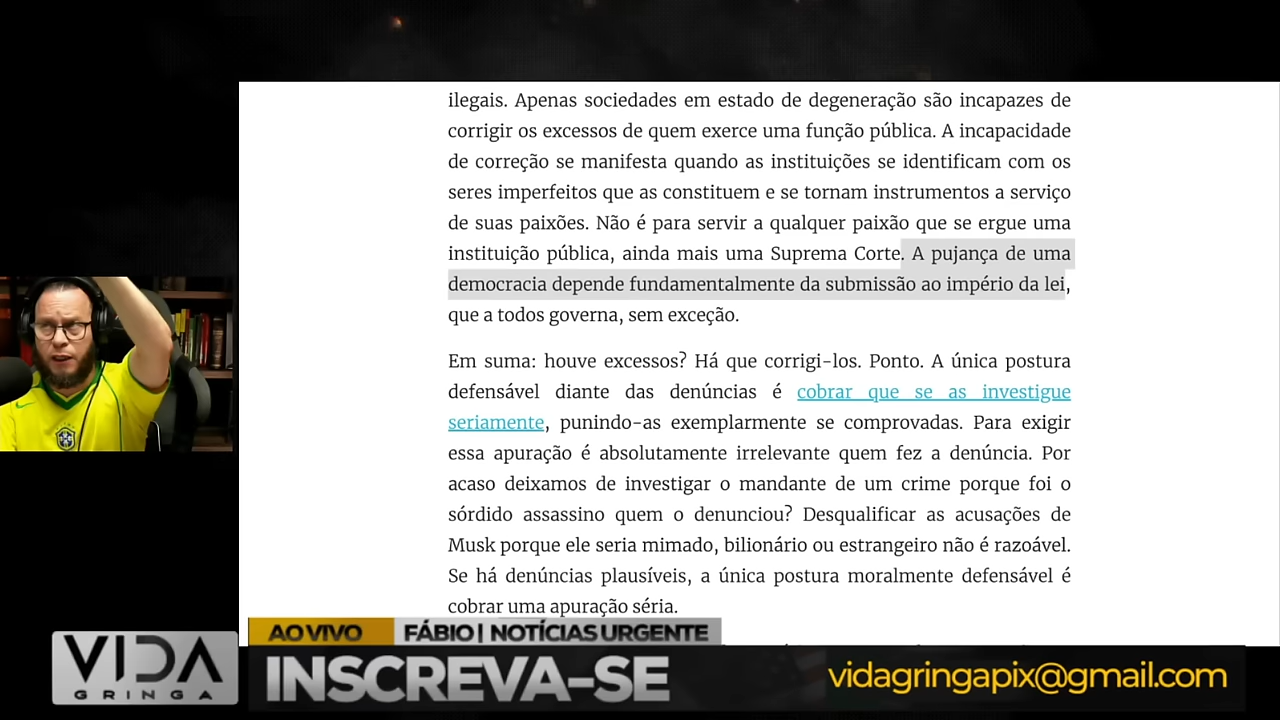 ilegais. Apenas sociedades em estado de degeneração são incapazes de
corrigir os excessos de quem exerce uma função pública. A incapacidade
de correção se manifesta quando as instituições se identificam com os
seres imperfeitos que as constituem e se tornam instrumentos a serviço
de suas paixões. Não é para servir a qualquer paixão que se ergue uma
instituição pública, ainda mais uma Suprema Corte. A pujança de uma
democracia depende fundamentalmente da submissão ao império da lei,
que a todos governa, sem exceção.
Em suma: houve excessos? Há que corrigi-los. Ponto. A única postura
defensável diante das denúncias é cobrar que se as investigue
seriamente, punindo-as exemplarmente se comprovadas. Para exigir
essa apuração é absolutamente irrelevante quem fez a denúncia. Por
acaso deixamos de investigar o mandante de um crime porque foi o
sórdido assassino quem o denunciou? Desqualificar as acusações de
Musk porque ele seria mimado, bilionário ou estrangeiro não é razoável.
Se há denúncias plausíveis, a única postura moralmente defensável é
cobrar uma apuração séria.
AO VIVO FÁBIO | NOTÍCIAS URGENTE
VIDA
GRINGA
INSCREVA-SE
vidagringapix@gmail.com